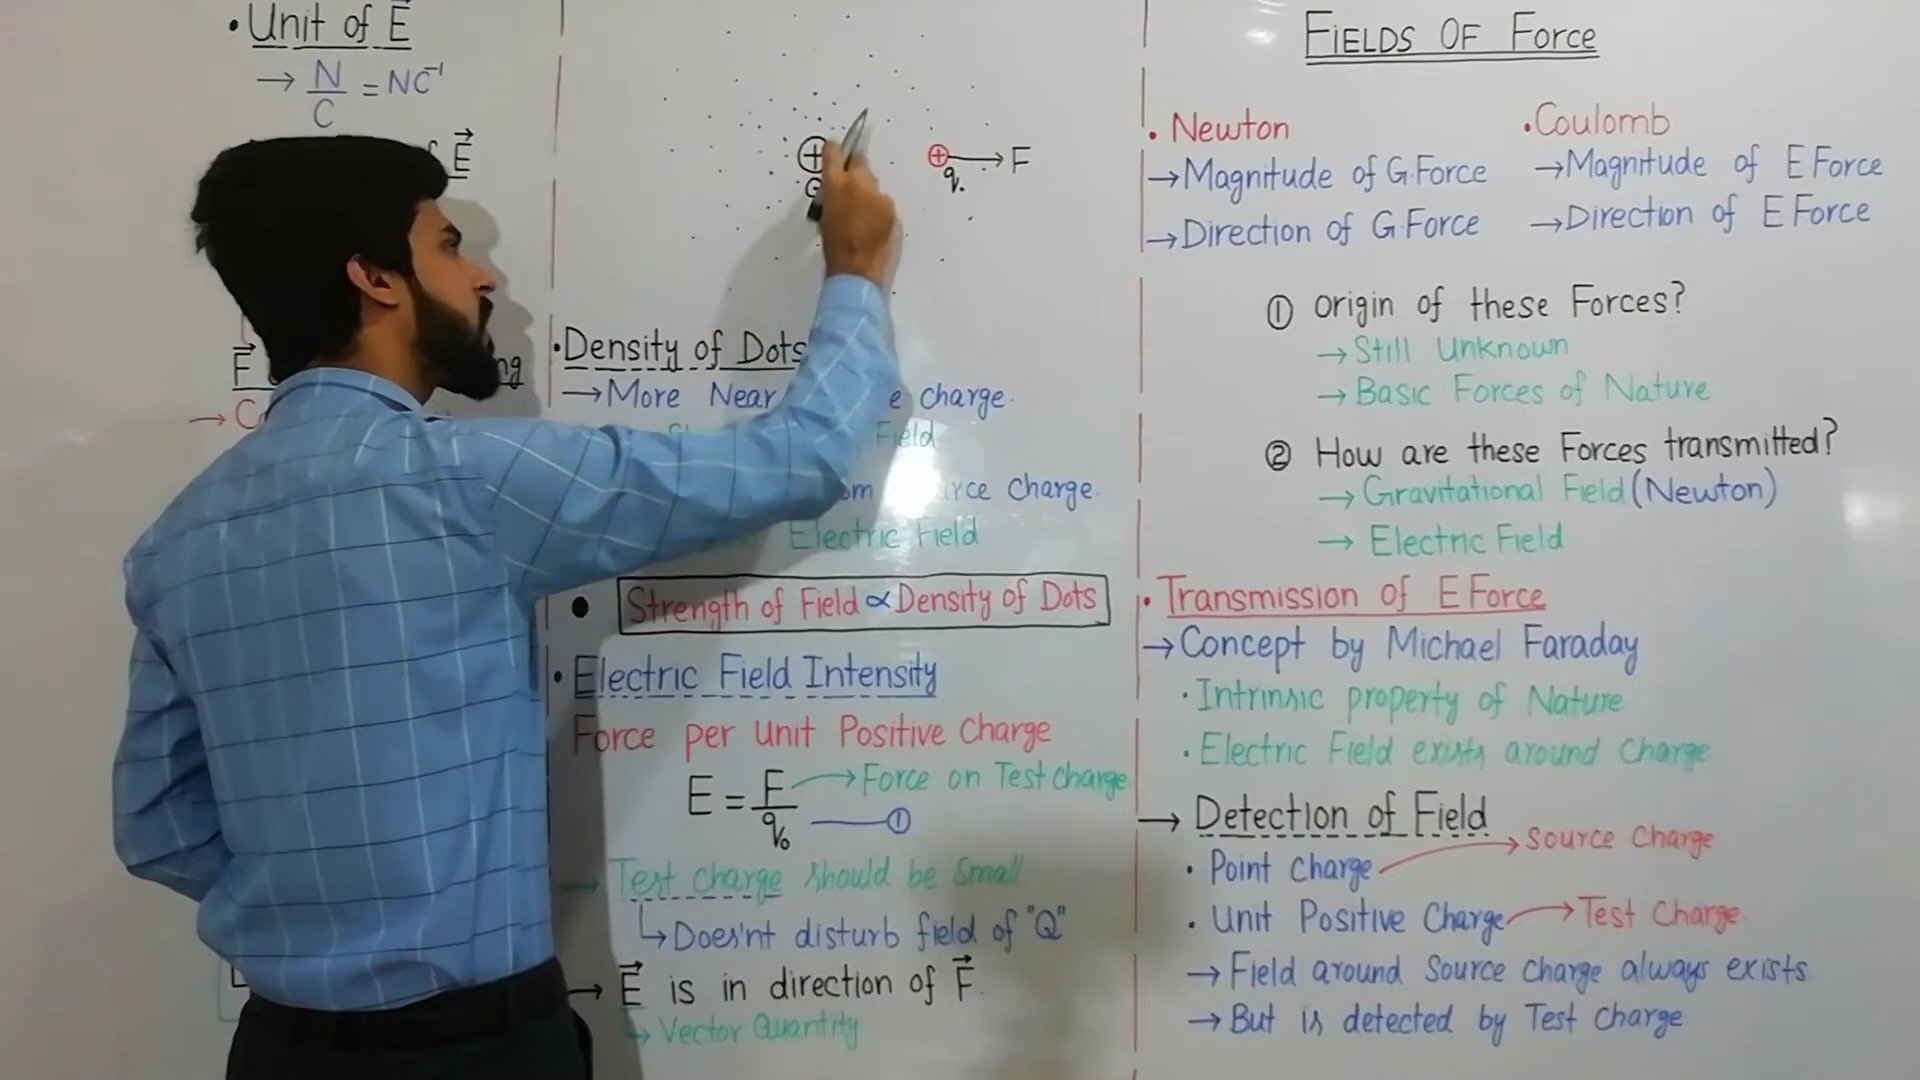 • Unit of E
→ N/C = NC⁻¹
E
F
ng
→ C
+
+ → F
q.
• Density of Dots
→ More Near e charge.
Field
rce charge.
Electric Field
• Strength of Field ∝ Density of Dots
• Electric Field Intensity
Force per Unit Positive Charge
E = F/q₀ → Force on Test charge
①
→ Test charge should be small
↳ Does'nt disturb field of "Q"
→ E is in direction of F.
↳ Vector Quantity
FIELDS OF Force
• Newton
→ Magnitude of G.Force
→ Direction of G.Force
• Coulomb
→ Magnitude of E Force
→ Direction of E Force
① Origin of these Forces?
→ Still Unknown
→ Basic Forces of Nature
② How are these Forces transmitted?
→ Gravitational Field (Newton)
→ Electric Field
• Transmission of E Force
→ Concept by Michael Faraday
• Intrinsic property of Nature
• Electric Field exists around charge
→ Detection of Field
• Point charge → Source Charge
• Unit Positive Charge → Test Charge
→ Field around Source charge always exists
→ But is detected by Test charge